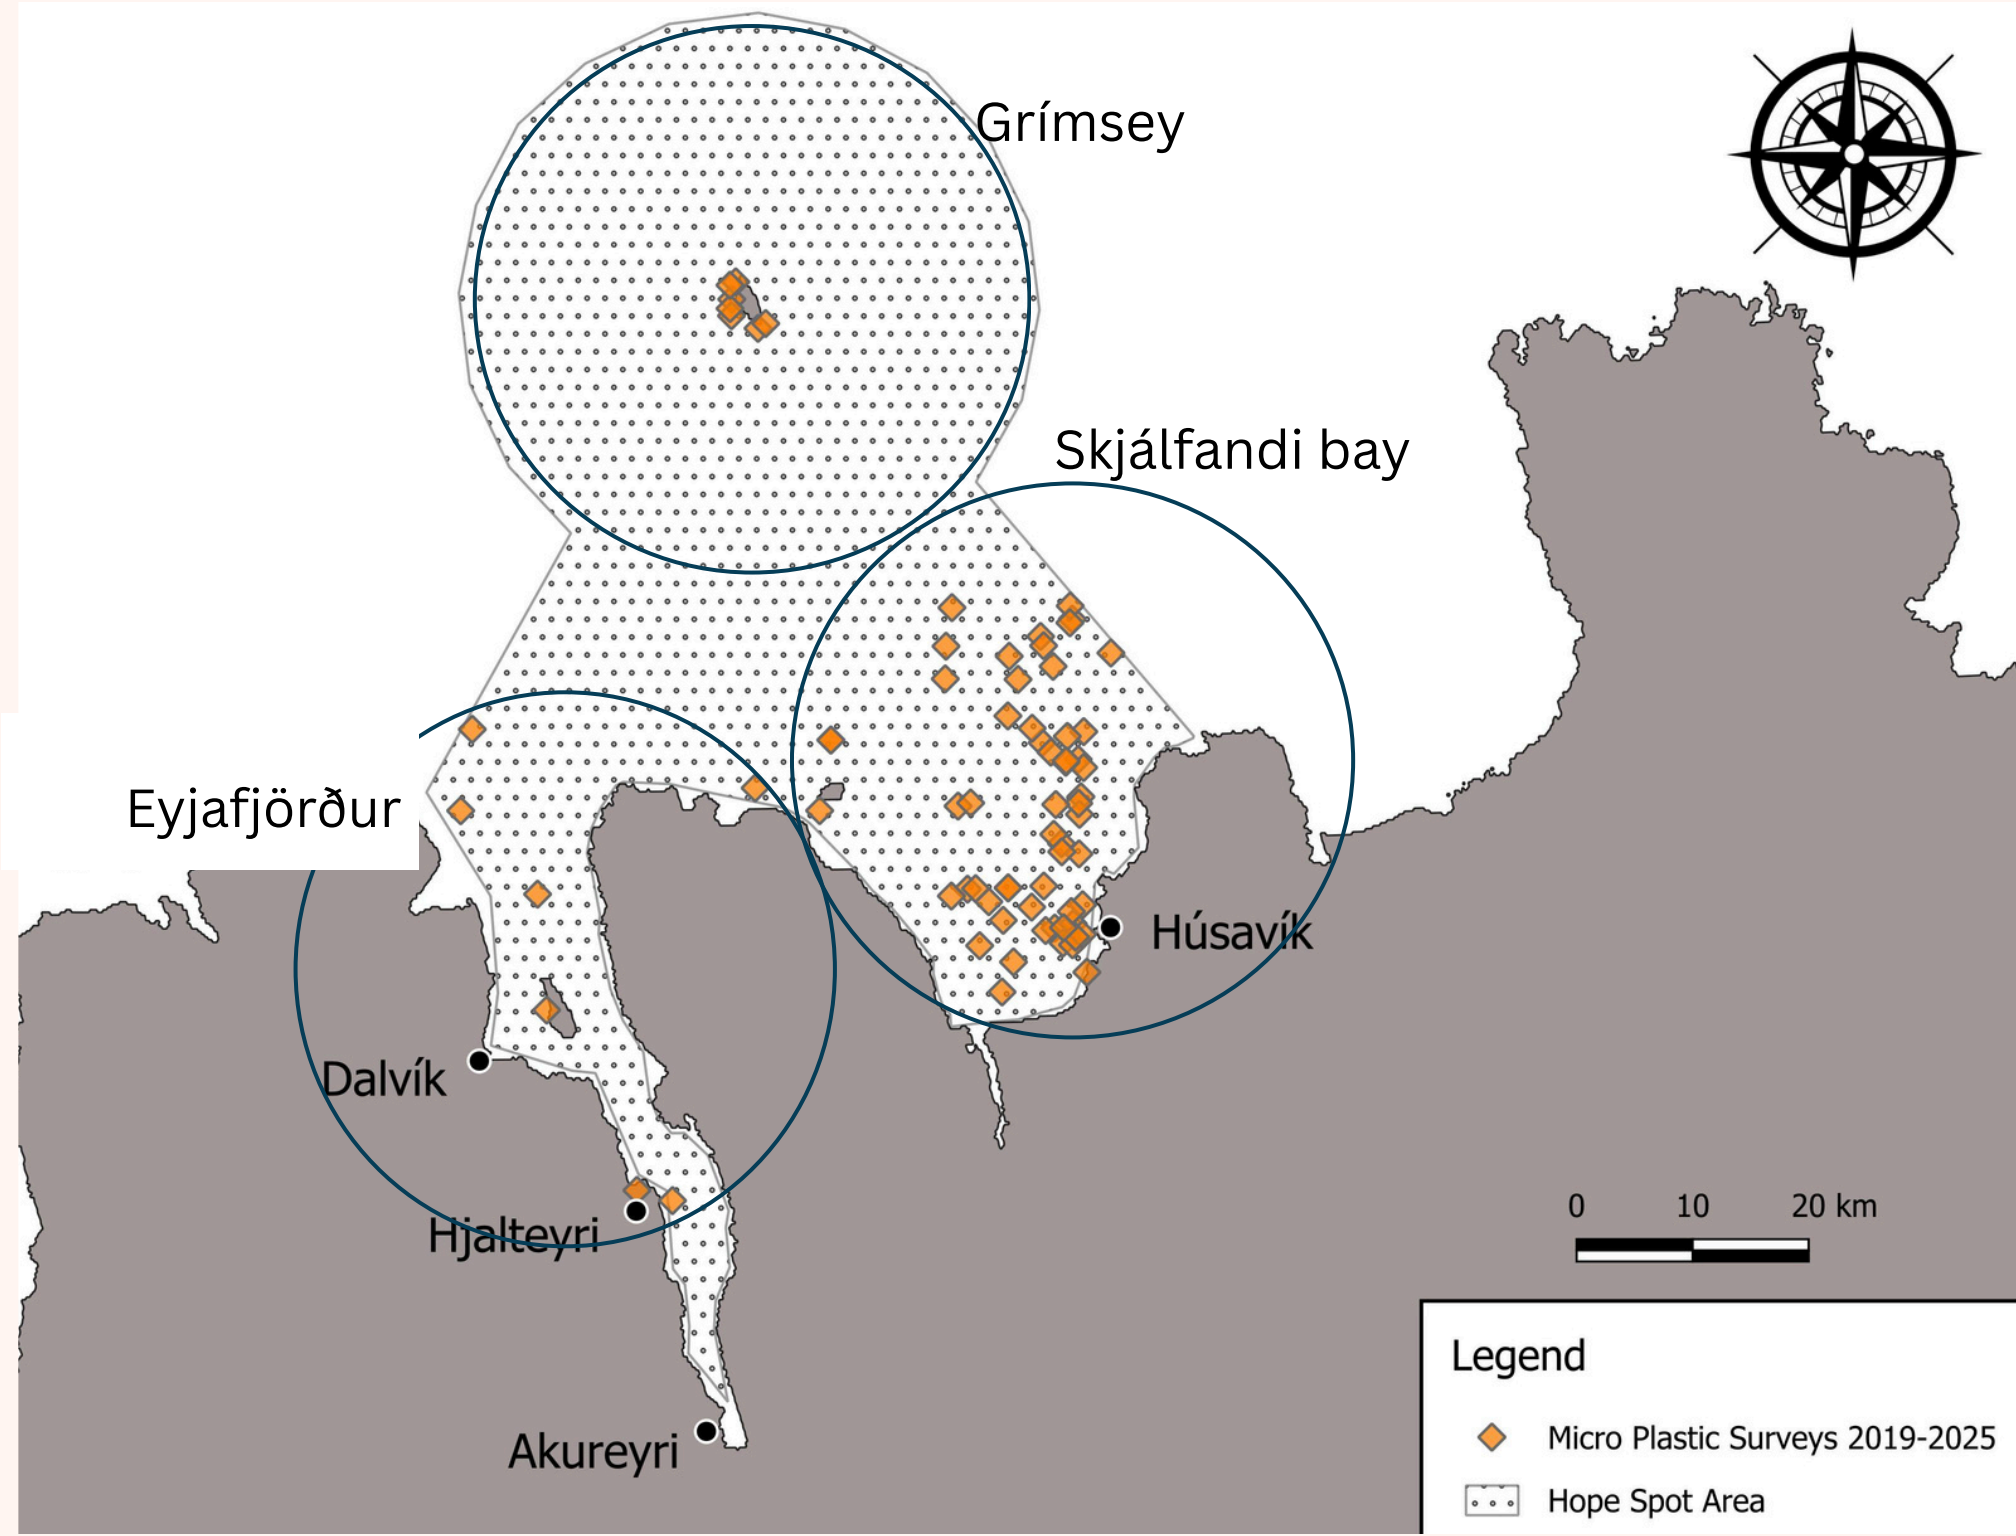 Grímsey
Skjálfandi bay
Eyjafjörður
Húsavík
Dalvík
Hjalteyri
Akureyri
0 10 20 km
Legend
Micro Plastic Surveys 2019-2025
Hope Spot Area